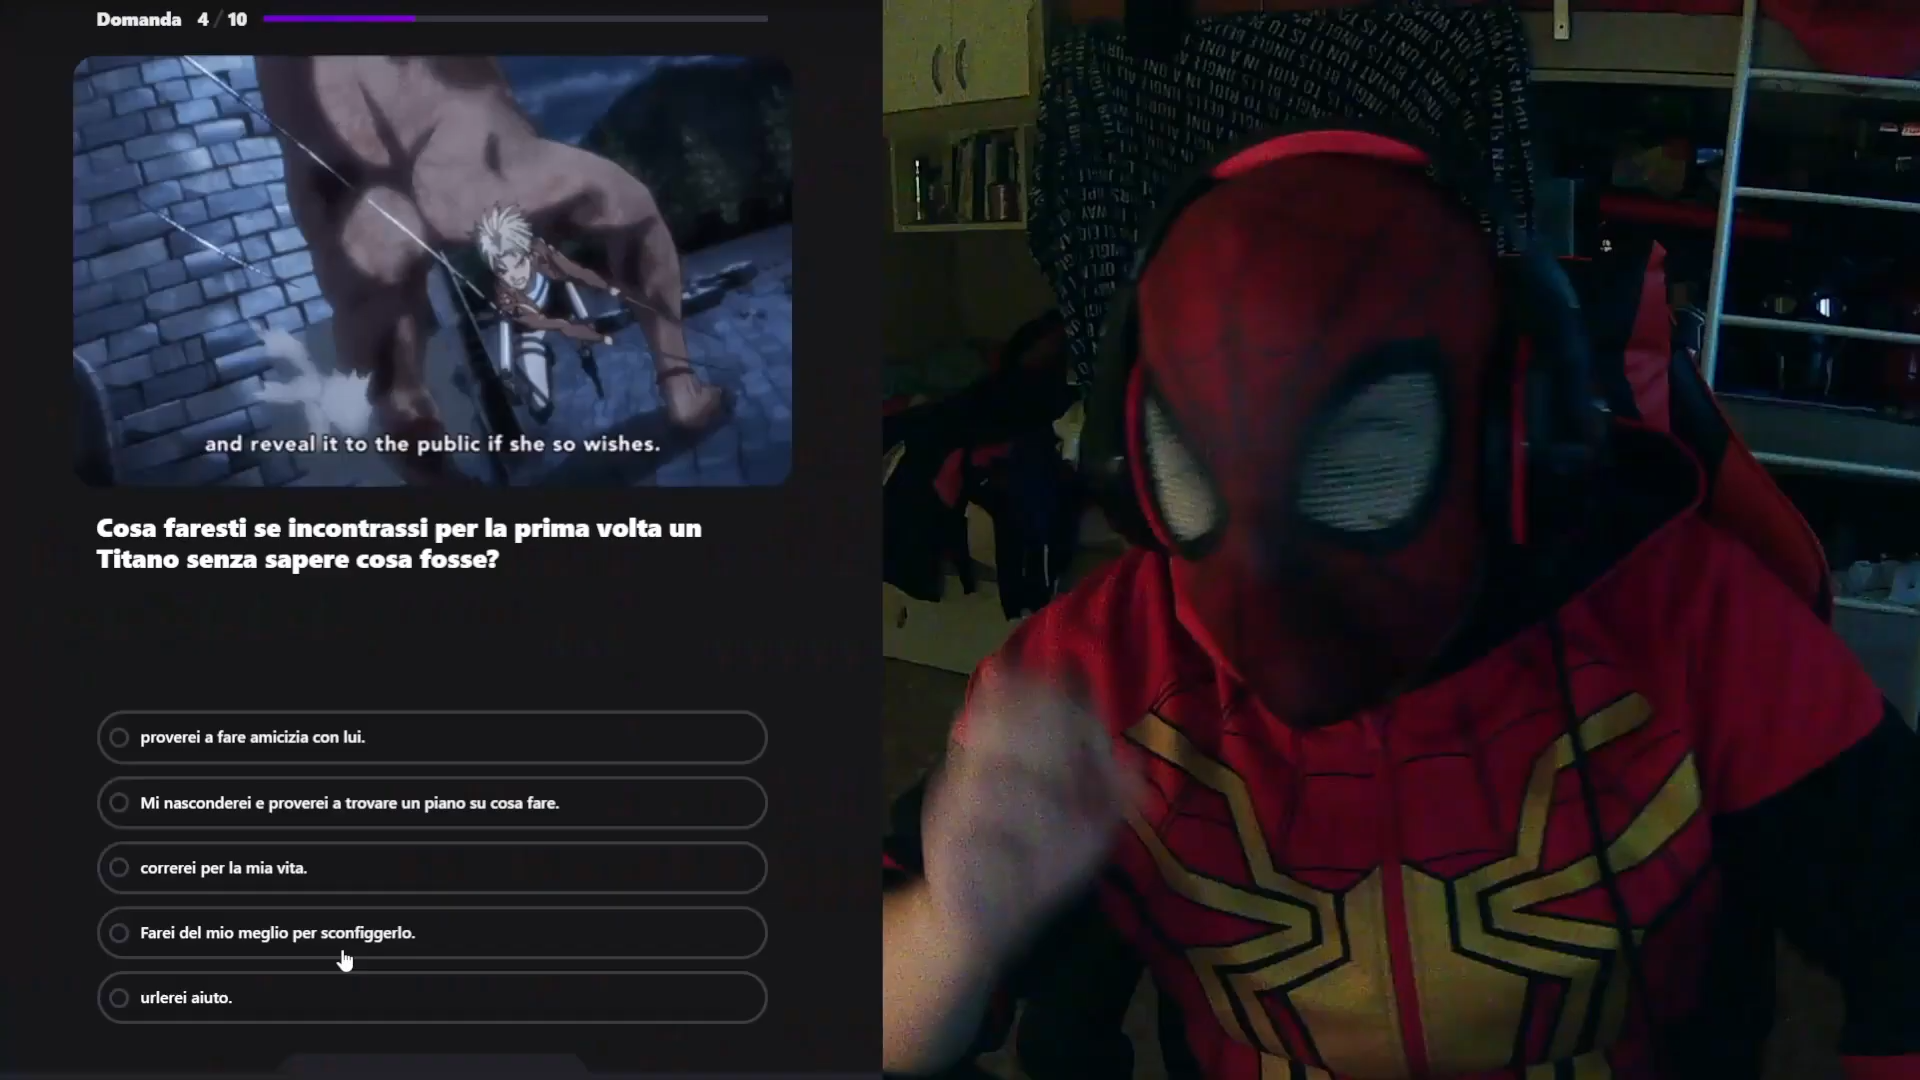 Domanda 4 / 10
and reveal it to the public if she so wishes.
Cosa faresti se incontrassi per la prima volta un
Titano senza sapere cosa fosse?
proverei a fare amicizia con lui.
Mi nasconderei e proverei a trovare un piano su cosa fare.
correrei per la mia vita.
Farei del mio meglio per sconfiggerlo.
urlerei aiuto.